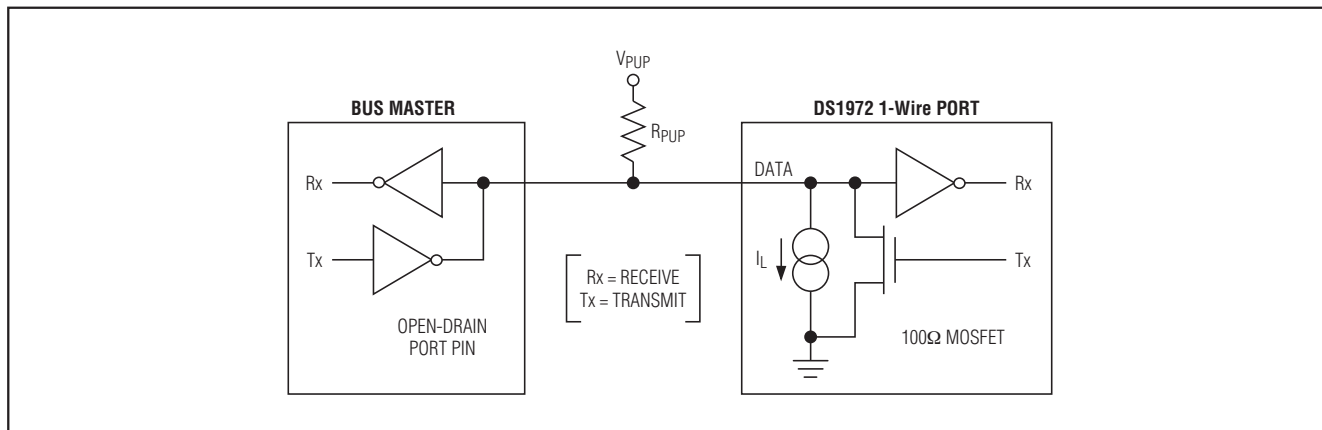 VPUP
BUS MASTER
DS1972 1-Wire PORT
RPUP
Rx
DATA
Rx
Tx
IL
Tx
Rx = RECEIVE
Tx = TRANSMIT
OPEN-DRAIN
PORT PIN
100Ω MOSFET